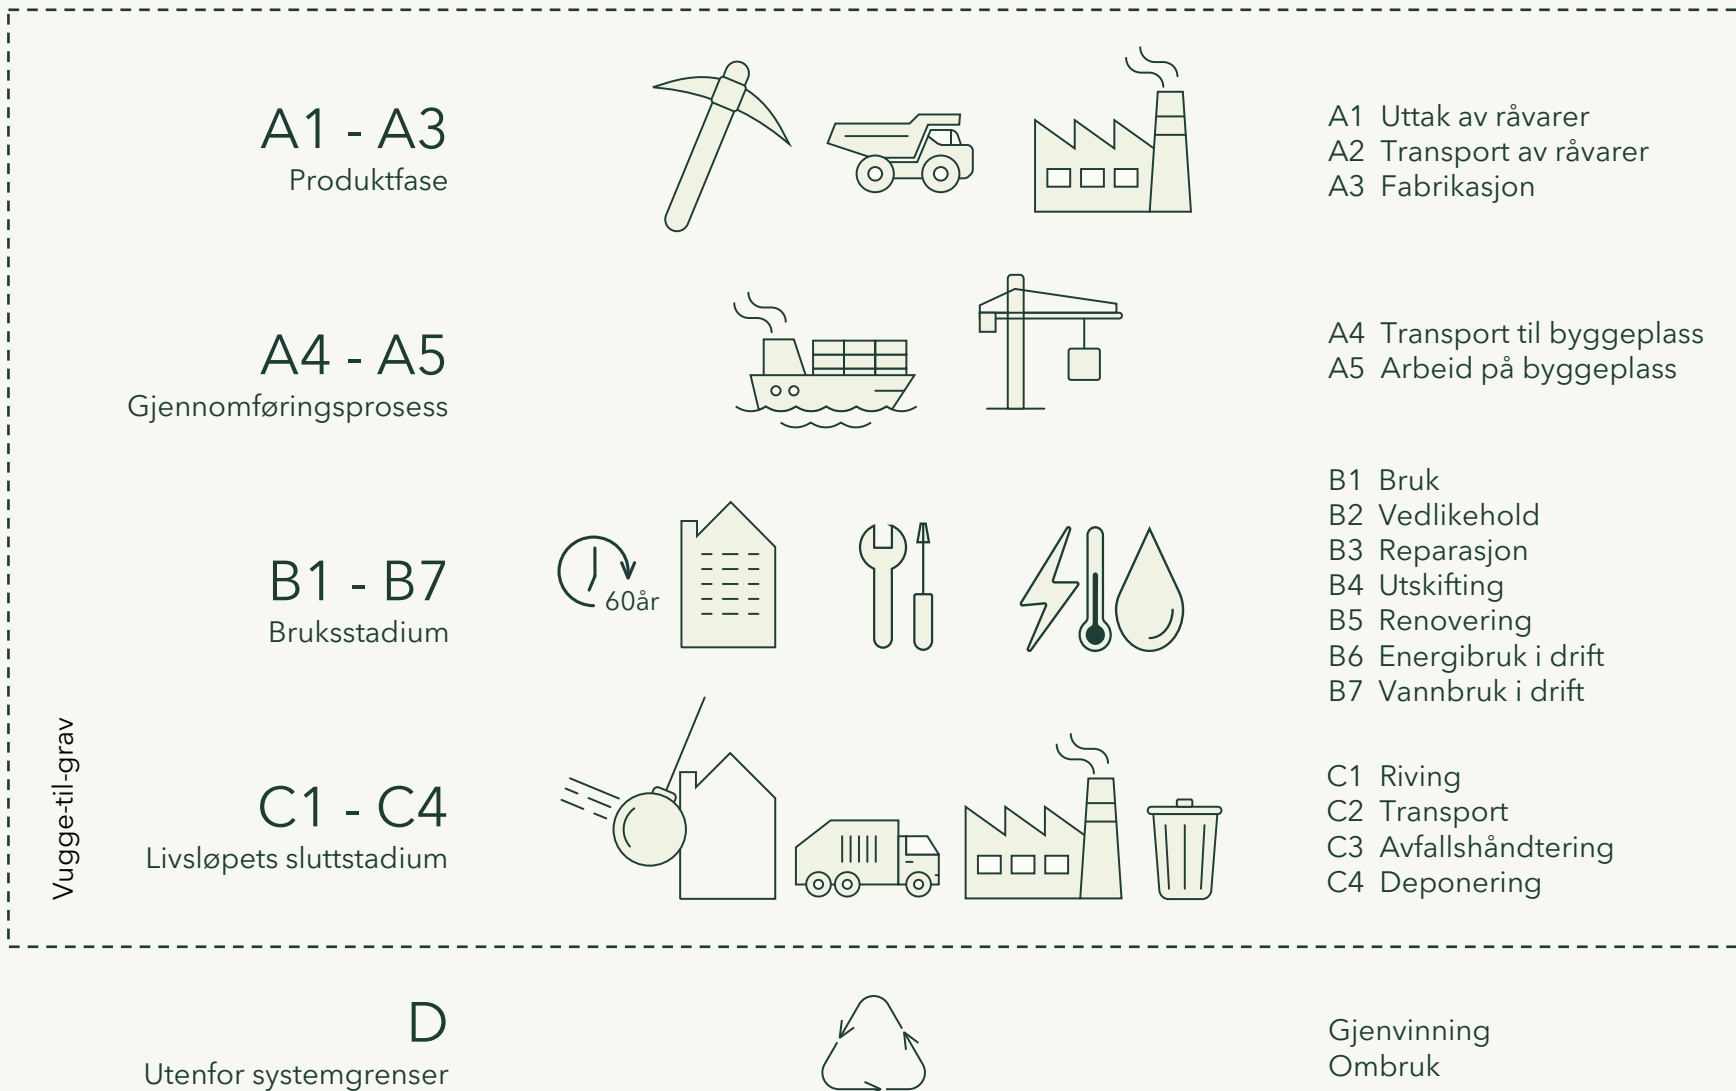 A1 - A3
Produktfase
A1 Uttak av råvarer
A2 Transport av råvarer
A3 Fabrikasjon
A4 - A5
Gjennomføringsprosess
A4 Transport til byggeplass
A5 Arbeid på byggeplass
B1 - B7
Bruksstadium
60år
B1 Bruk
B2 Vedlikehold
B3 Reparasjon
B4 Utskifting
B5 Renovering
B6 Energibruk i drift
B7 Vannbruk i drift
Vugge-til-grav
C1 - C4
Livsløpets sluttstadium
C1 Riving
C2 Transport
C3 Avfallshåndtering
C4 Deponering
D
Utenfor systemgrenser
Gjenvinning
Ombruk